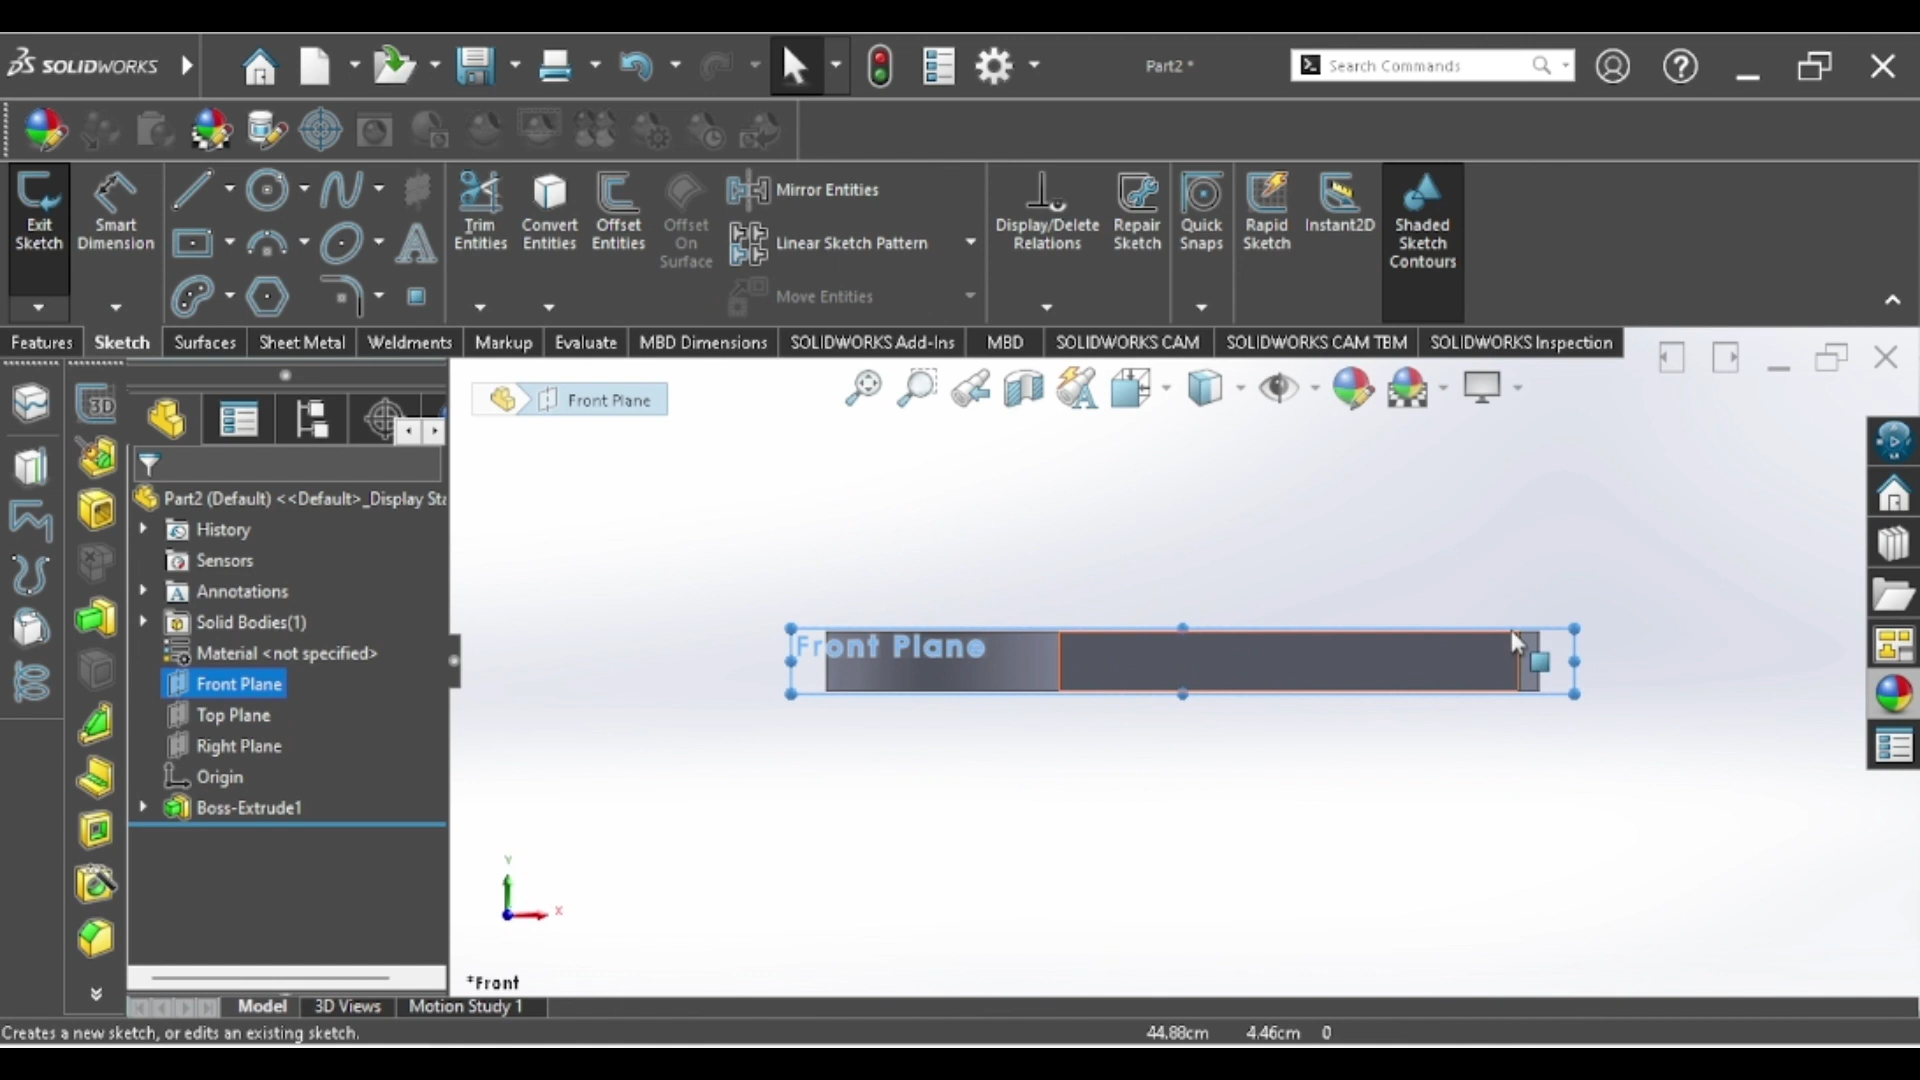 SOLIDWORKS
Part2 *
Search Commands
Exit Sketch
Smart Dimension
Trim Entities
Convert Entities
Offset Entities
Offset On Surface
Mirror Entities
Linear Sketch Pattern
Move Entities
Display/Delete Relations
Repair Sketch
Quick Snaps
Rapid Sketch
Instant2D
Shaded Sketch Contours
Features
Sketch
Surfaces
Sheet Metal
Weldments
Markup
Evaluate
MBD Dimensions
SOLIDWORKS Add-Ins
MBD
SOLIDWORKS CAM
SOLIDWORKS CAM TBM
SOLIDWORKS Inspection
3D
Front Plane
Part2 (Default) <<Default>_Display Sta
History
Sensors
Annotations
Solid Bodies(1)
Material <not specified>
Front Plane
Top Plane
Right Plane
Origin
Boss-Extrude1
Front Plane
Y
X
*Front
Model
3D Views
Motion Study 1
Creates a new sketch, or edits an existing sketch.
44.88cm
4.46cm
0